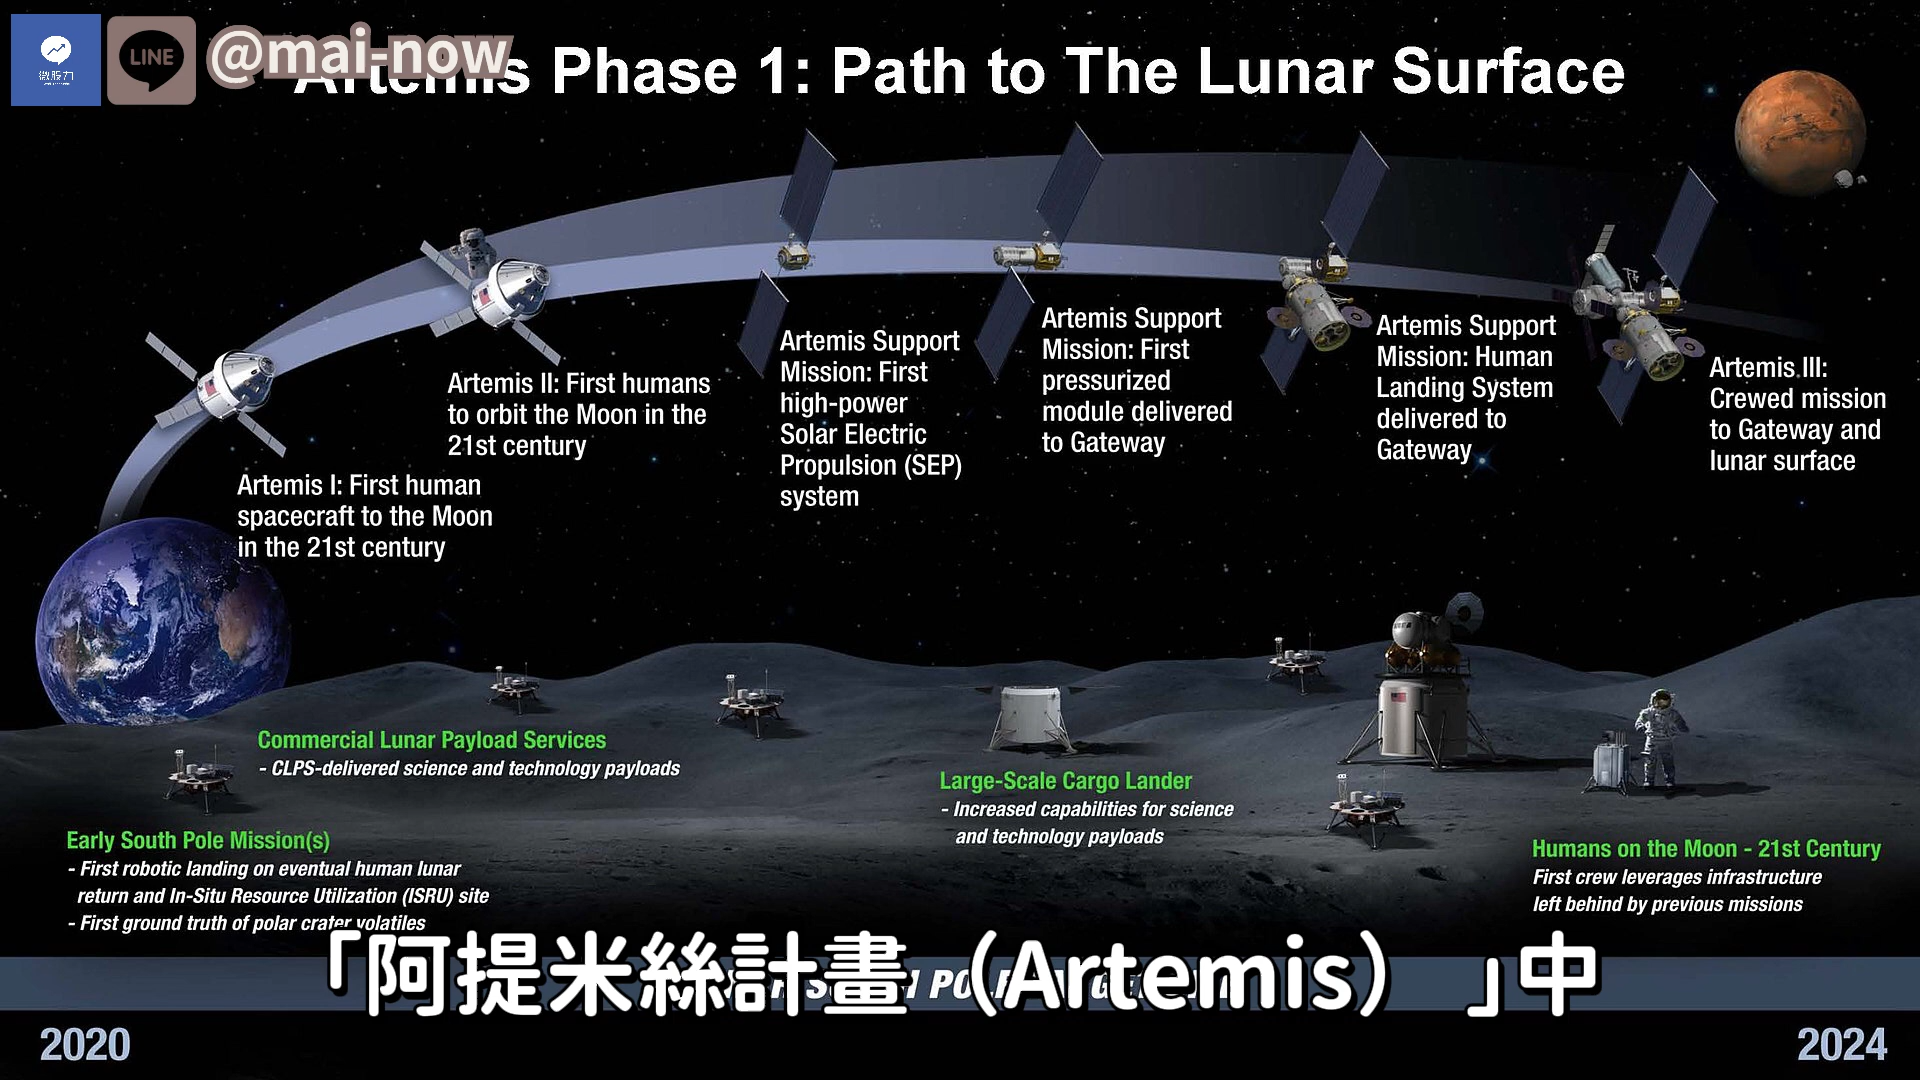 微股力
LINE
@mai-now
Artemis Phase 1: Path to The Lunar Surface
Artemis I: First human
spacecraft to the Moon
in the 21st century
Artemis II: First humans
to orbit the Moon in the
21st century
Artemis Support
Mission: First
high-power
Solar Electric
Propulsion (SEP)
system
Artemis Support
Mission: First
pressurized
module delivered
to Gateway
Artemis Support
Mission: Human
Landing System
delivered to
Gateway
Artemis III:
Crewed mission
to Gateway and
lunar surface
Commercial Lunar Payload Services
- CLPS-delivered science and technology payloads
Early South Pole Mission(s)
- First robotic landing on eventual human lunar
return and In-Situ Resource Utilization (ISRU) site
- First ground truth of polar crater volatiles
Large-Scale Cargo Lander
- Increased capabilities for science
and technology payloads
Humans on the Moon - 21st Century
First crew leverages infrastructure
left behind by previous missions
「阿提米絲計畫（Artemis）」中
2020
2024